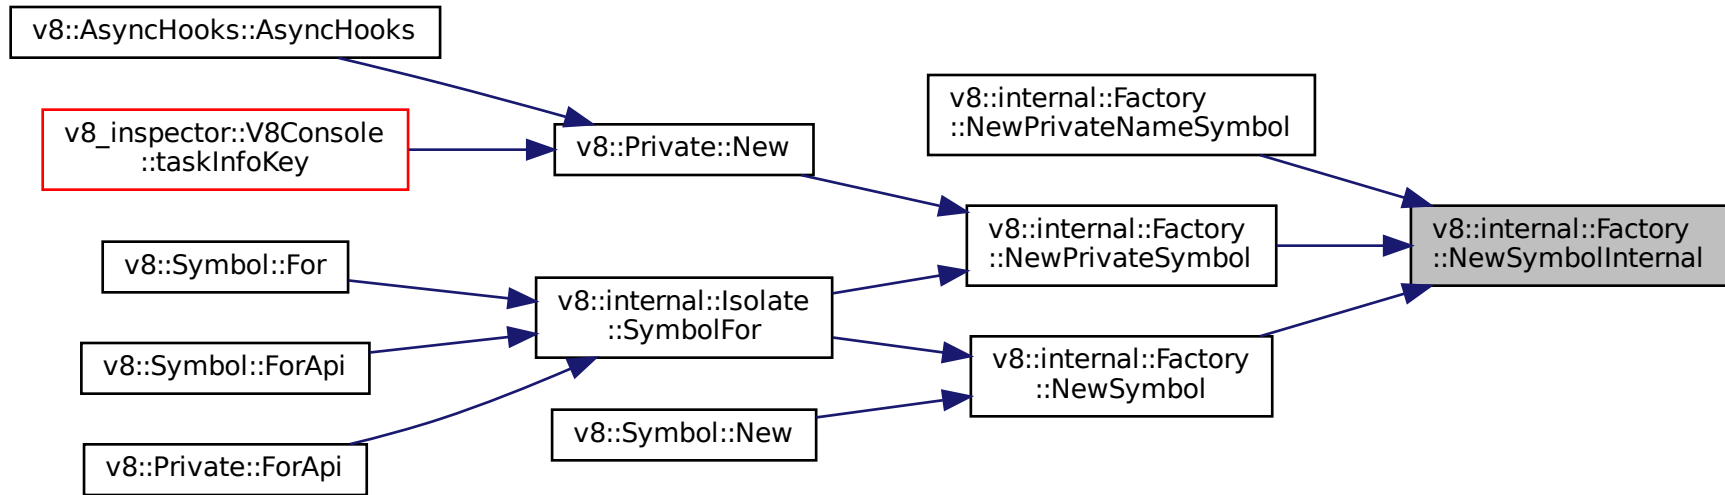 v8::AsyncHooks::AsyncHooks
v8_inspector::V8Console
::taskInfoKey
v8::Symbol::For
v8::Symbol::ForApi
v8::Private::ForApi
v8::Private::New
v8::internal::Isolate
::SymbolFor
v8::Symbol::New
v8::internal::Factory
::NewPrivateNameSymbol
v8::internal::Factory
::NewPrivateSymbol
v8::internal::Factory
::NewSymbol
v8::internal::Factory
::NewSymbolInternal